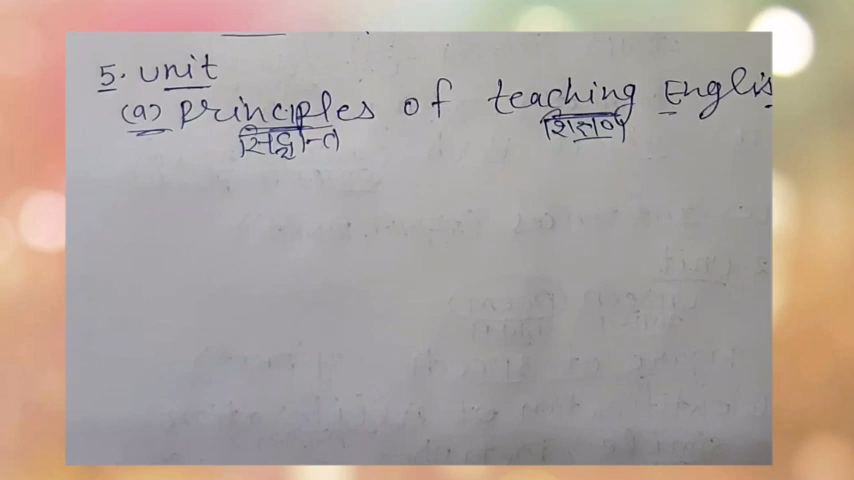 5. unit
(a) principles of teaching Englis
सिद्धान्त शिक्षण